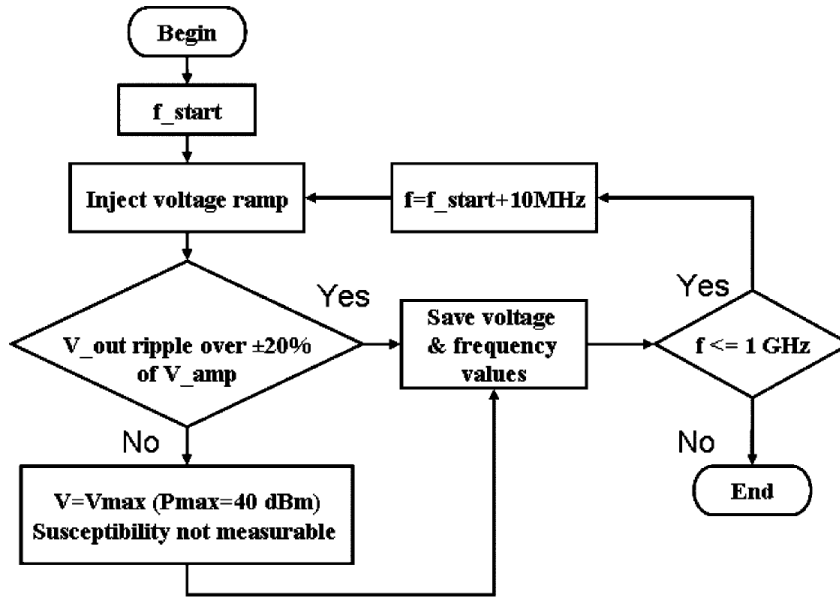 Begin
f_start
Inject voltage ramp
f=f_start+10MHz
Yes
Yes
V_out ripple over ±20%
of V_amp
Save voltage
& frequency
values
f <= 1 GHz
No
No
V=Vmax (Pmax=40 dBm)
Susceptibility not measurable
End